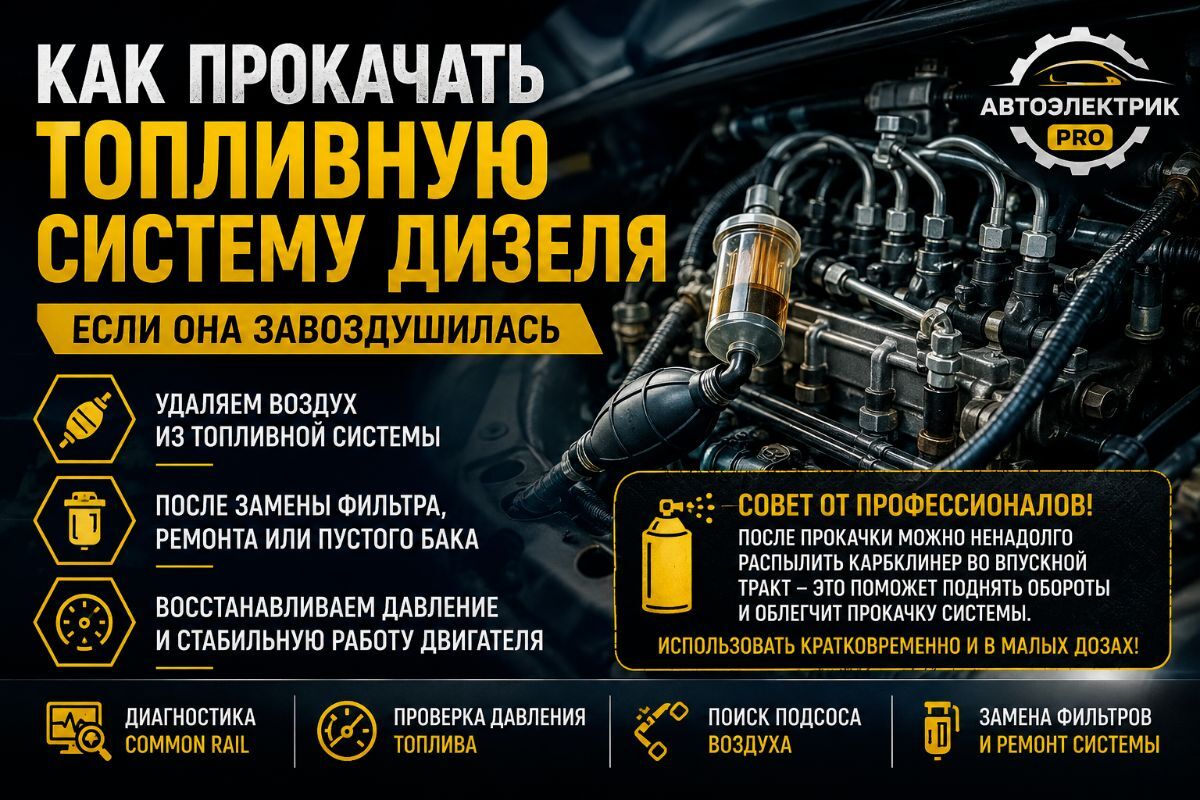 КАК ПРОКАЧАТЬ
ТОПЛИВНУЮ
СИСТЕМУ ДИЗЕЛЯ
ЕСЛИ ОНА ЗАВОЗДУШИЛАСЬ
АВТОЭЛЕКТРИК
PRO
УДАЛЯЕМ ВОЗДУХ
ИЗ ТОПЛИВНОЙ СИСТЕМЫ
ПОСЛЕ ЗАМЕНЫ ФИЛЬТРА,
РЕМОНТА ИЛИ ПУСТОГО БАКА
ВОССТАНАВЛИВАЕМ ДАВЛЕНИЕ
И СТАБИЛЬНУЮ РАБОТУ ДВИГАТЕЛЯ
СОВЕТ ОТ ПРОФЕССИОНАЛОВ!
ПОСЛЕ ПРОКАЧКИ МОЖНО НЕНАДОЛГО
РАСПЫЛИТЬ КАРБКЛИНЕР ВО ВПУСКНОЙ
ТРАКТ – ЭТО ПОМОЖЕТ ПОДНЯТЬ ОБОРОТЫ
И ОБЛЕГЧИТ ПРОКАЧКУ СИСТЕМЫ.
ИСПОЛЬЗОВАТЬ КРАТКОВРЕМЕННО И В МАЛЫХ ДОЗАХ!
ДИАГНОСТИКА
COMMON RAIL
ПРОВЕРКА ДАВЛЕНИЯ
ТОПЛИВА
ПОИСК ПОДСОСА
ВОЗДУХА
ЗАМЕНА ФИЛЬТРОВ
И РЕМОНТ СИСТЕМЫ